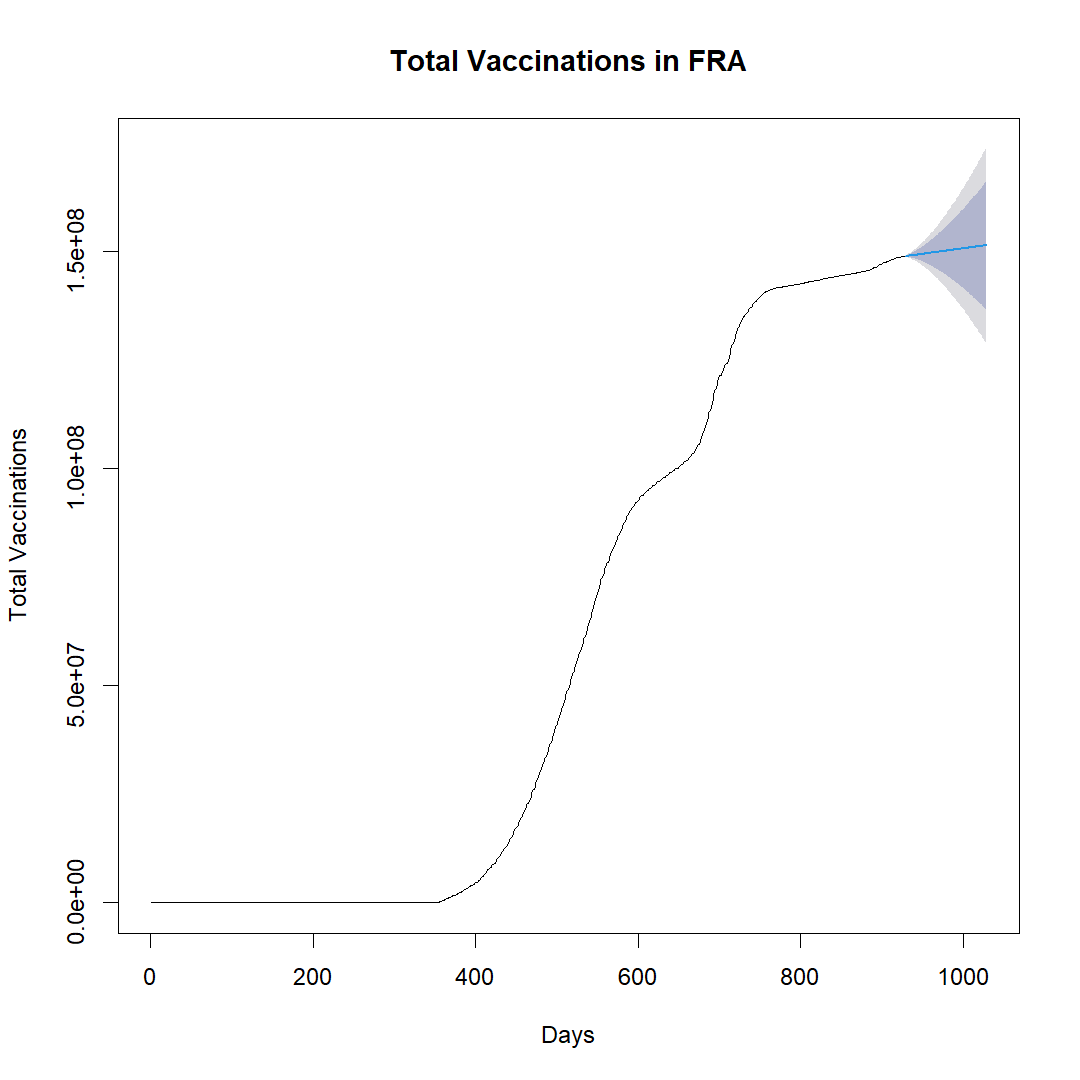 Total Vaccinations in FRA
Total Vaccinations
1.5e+08
1.0e+08
5.0e+07
0.0e+00
0 200 400 600 800 1000
Days